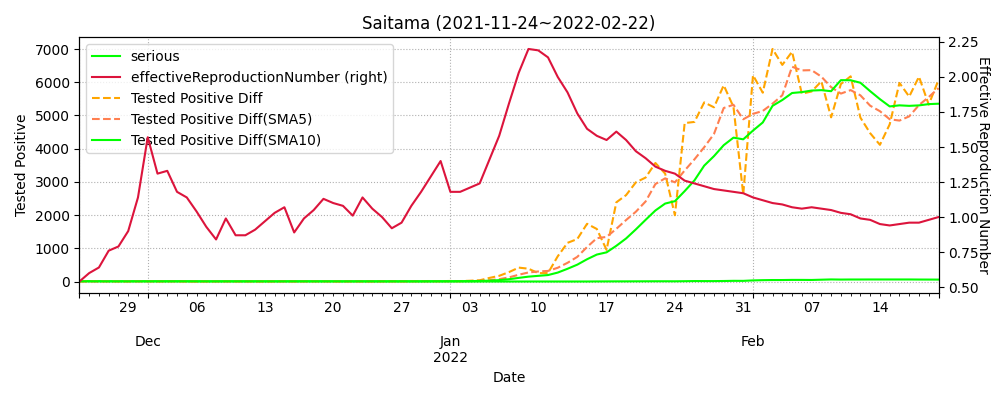 Saitama (2021-11-24~2022-02-22)
serious
effectiveReproductionNumber (right)
Tested Positive Diff
Tested Positive Diff(SMA5)
Tested Positive Diff(SMA10)
Tested Positive
7000
6000
5000
4000
3000
2000
1000
0
2.25
2.00
1.75
1.50
1.25
1.00
0.75
0.50
Effective Reproduction Number
29 06 13 20 27 03 10 17 24 31 07 14
Dec Jan Feb
2022
Date